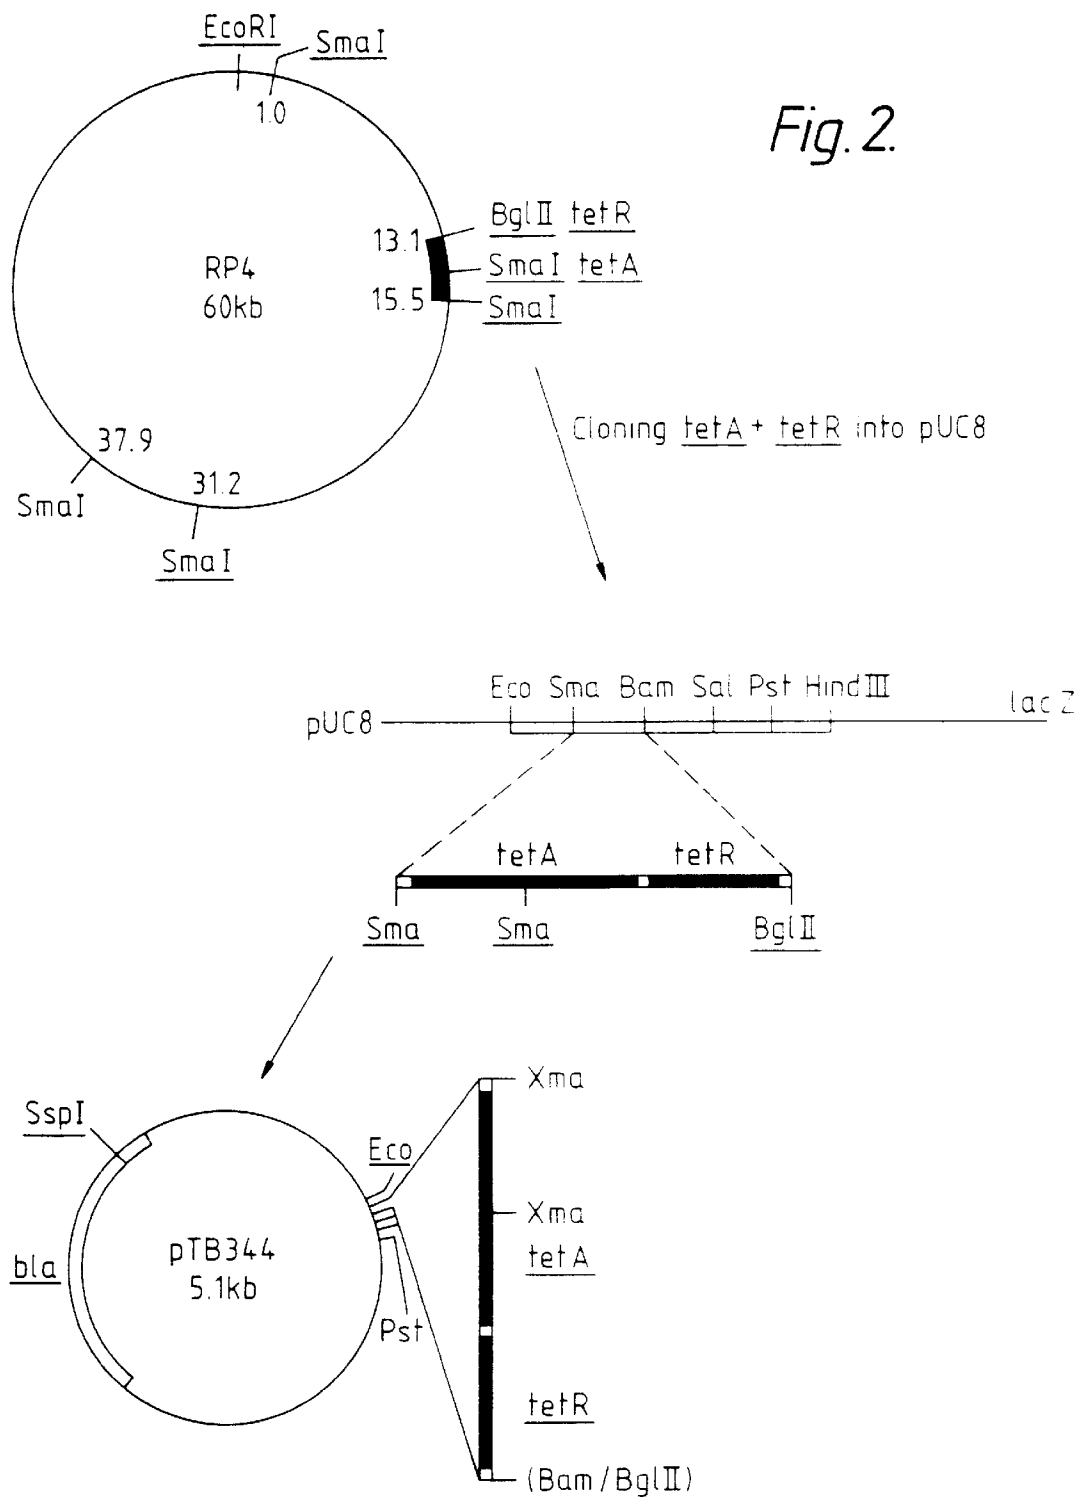 Fig. 2.
EcoRI
SmaI
1.0
13.1
BglII tetR
SmaI tetA
15.5
SmaI
RP4
60kb
37.9
SmaI
31.2
SmaI
Cloning tetA + tetR into pUC8
Eco Sma Bam Sal Pst HindIII
pUC8
lac Z
tetA tetR
Sma Sma BglII
SspI
bla
pTB344
5.1kb
Eco
Pst
Xma
Xma
tetA
tetR
(Bam/BglII)